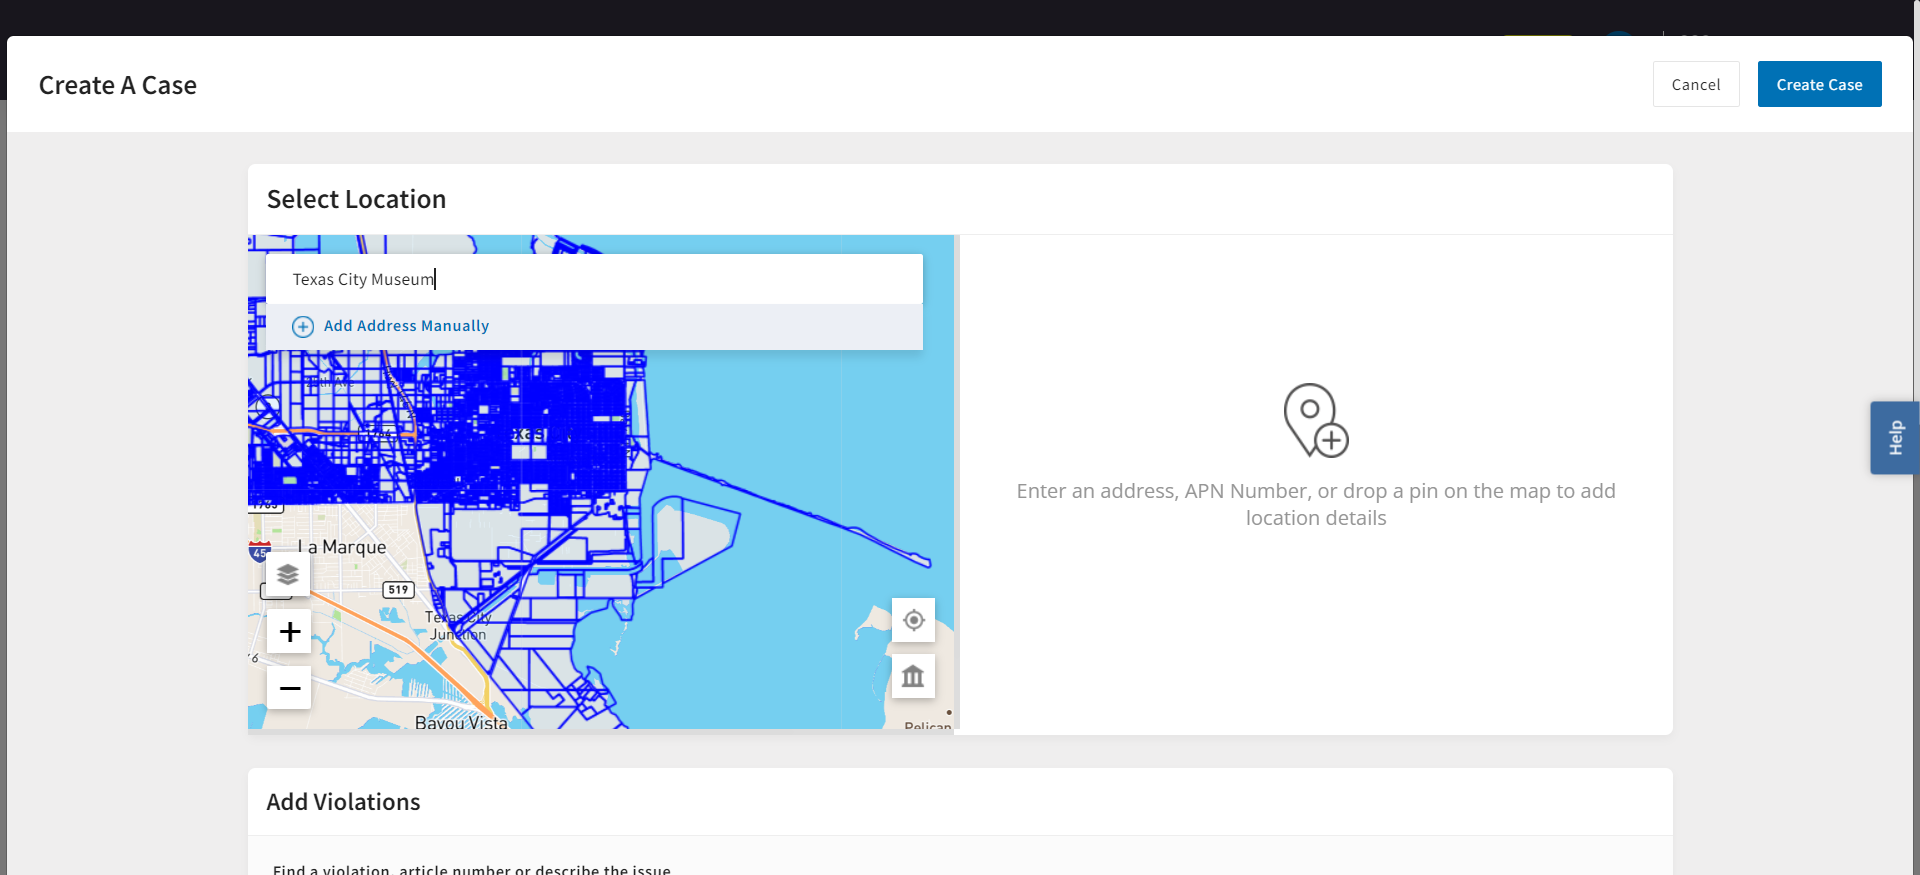 Create A Case
Cancel
Create Case
Select Location
Texas City Museum
Add Address Manually
La Marque
45
519
Texas City
Junction
Bayou Vista
Pelican
Enter an address, APN Number, or drop a pin on the map to add
location details
Help
Add Violations
Find a violation, article number or describe the issue